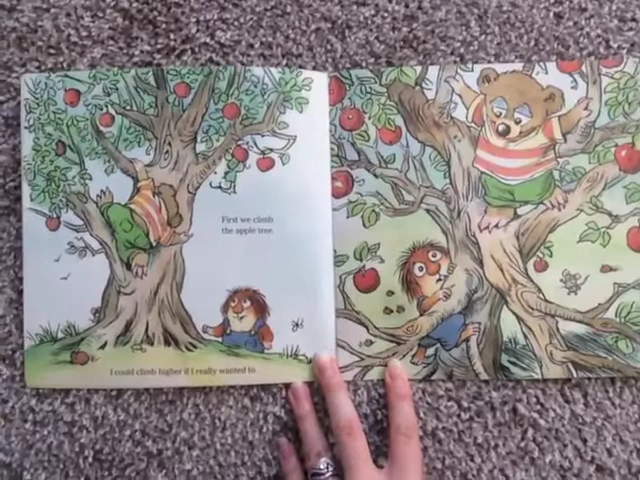 First we climb
the apple tree.
I could climb higher if I really wanted to.